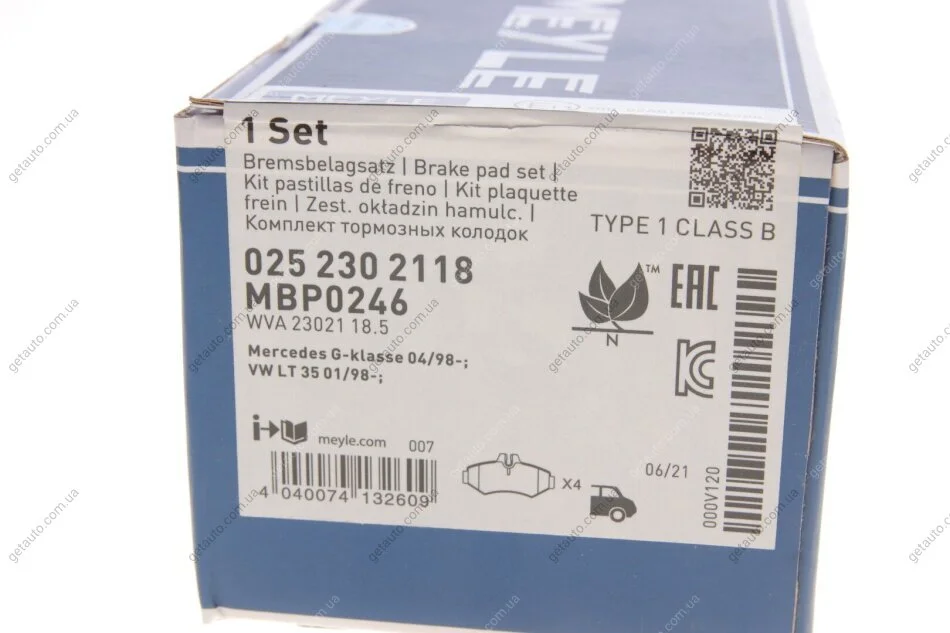 MEYLE
1 Set
Bremsbelagsatz | Brake pad set |
Kit pastillas de freno | Kit plaquette
frein | Zest. okładzin hamulc. |
Комплект тормозных колодок
TYPE 1 CLASS B
025 230 2118
MBP0246
WVA 23021 18.5
TM
N
EAC
Mercedes G-klasse 04/98-;
VW LT 35 01/98-;
meyle.com
007
4 040074 132609
X4
06/21
000V120
getauto.com.ua